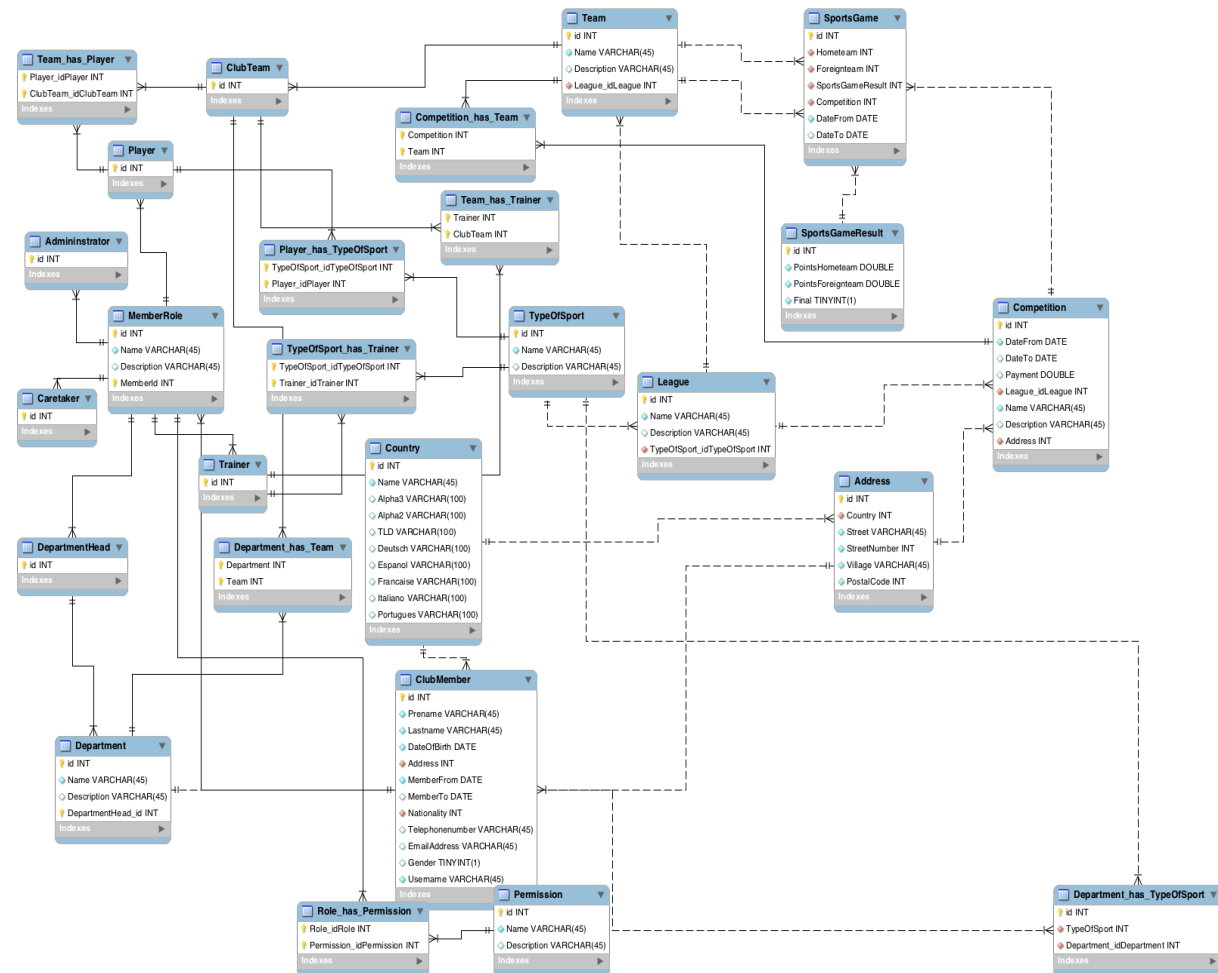 Team
id INT
Name VARCHAR(45)
Description VARCHAR(45)
League_idLeague INT
Indexes
SportsGame
id INT
Hometeam INT
Foreignteam INT
SportsGameResult INT
Competition INT
DateFrom DATE
DateTo DATE
Indexes
Team_has_Player
Player_idPlayer INT
ClubTeam_idClubTeam INT
Indexes
ClubTeam
id INT
Indexes
Competition_has_Team
Competition INT
Team INT
Indexes
Player
id INT
Indexes
Team_has_Trainer
Trainer INT
ClubTeam INT
Indexes
Admininstrator
id INT
Indexes
Player_has_TypeOfSport
TypeOfSport_idTypeOfSport INT
Player_idPlayer INT
Indexes
SportsGameResult
id INT
PointsHometeam DOUBLE
PointsForeignteam DOUBLE
Final TINYINT(1)
Indexes
MemberRole
id INT
Name VARCHAR(45)
Description VARCHAR(45)
MemberId INT
Indexes
TypeOfSport
id INT
Name VARCHAR(45)
Description VARCHAR(45)
Indexes
Competition
id INT
DateFrom DATE
DateTo DATE
Payment DOUBLE
League_idLeague INT
Name VARCHAR(45)
Description VARCHAR(45)
Address INT
Indexes
TypeOfSport_has_Trainer
TypeOfSport_idTypeOfSport INT
Trainer_idTrainer INT
Indexes
League
id INT
Name VARCHAR(45)
Description VARCHAR(45)
TypeOfSport_idTypeOfSport INT
Indexes
Caretaker
id INT
Indexes
Trainer
id INT
Indexes
Country
id INT
Name VARCHAR(45)
Alpha3 VARCHAR(100)
Alpha2 VARCHAR(100)
TLD VARCHAR(100)
Deutsch VARCHAR(100)
Espanol VARCHAR(100)
Francaise VARCHAR(100)
Italiano VARCHAR(100)
Portugues VARCHAR(100)
Indexes
Address
id INT
Country INT
Street VARCHAR(45)
StreetNumber INT
Village VARCHAR(45)
PostalCode INT
Indexes
DepartmentHead
id INT
Indexes
Department_has_Team
Department INT
Team INT
Indexes
ClubMember
id INT
Prename VARCHAR(45)
Lastname VARCHAR(45)
DateOfBirth DATE
Address INT
MemberFrom DATE
MemberTo DATE
Nationality INT
Telephonenumber VARCHAR(45)
EmailAddress VARCHAR(45)
Gender TINYINT(1)
Username VARCHAR(45)
Indexes
Department
id INT
Name VARCHAR(45)
Description VARCHAR(45)
DepartmentHead_id INT
Indexes
Role_has_Permission
Role_idRole INT
Permission_idPermission INT
Indexes
Permission
id INT
Name VARCHAR(45)
Description VARCHAR(45)
Indexes
Department_has_TypeOfSport
id INT
TypeOfSport INT
Department_idDepartment INT
Indexes